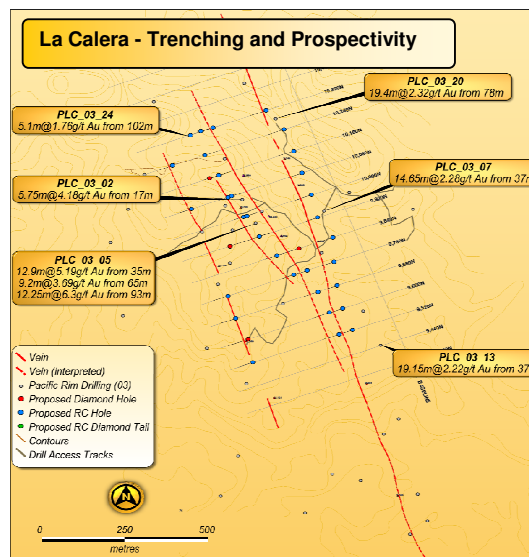 La Calera - Trenching and Prospectivity
PLC_03_20
19.4m@2.32g/t Au from 78m
PLC_03_24
5.1m@1.76g/t Au from 102m
PLC_03_07
14.65m@2.28g/t Au from 37m
PLC_03_02
5.75m@4.18g/t Au from 17m
PLC_03_05
12.9m@5.19g/t Au from 35m
9.2m@3.69g/t Au from 65m
12.25m@6.3g/t Au from 93m
PLC_03_13
19.15m@2.22g/t Au from 37
Vein
Vein (interpreted)
Pacific Rim Drilling (03)
Proposed Diamond Hole
Proposed RC Hole
Proposed RC Diamond Tail
Contours
Drill Access Tracks
N
0 250 500
metres